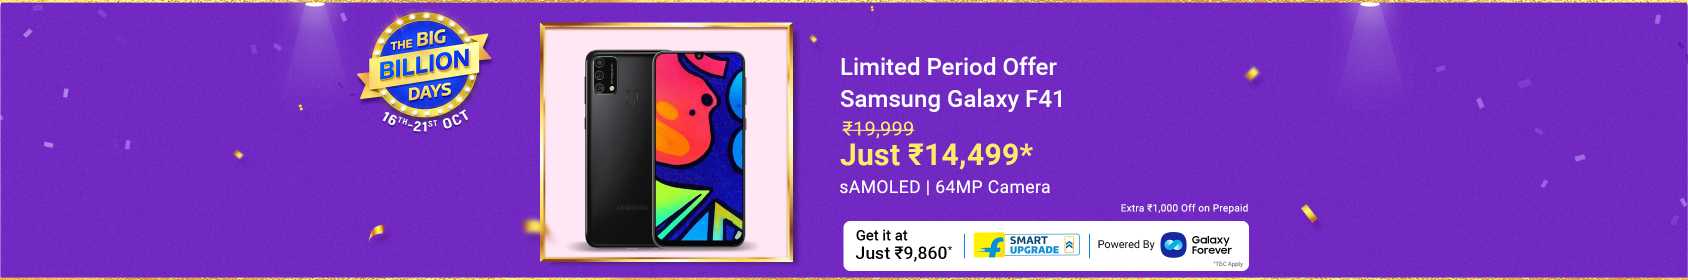 THE BIG
BILLION
DAYS
16TH-21ST OCT
SAMSUNG
Limited Period Offer
Samsung Galaxy F41
₹19,999
Just ₹14,499*
sAMOLED | 64MP Camera
Extra ₹1,000 Off on Prepaid
Get it at
Just ₹9,860*
SMART
UPGRADE
Powered By
Galaxy
Forever
*T&C Apply